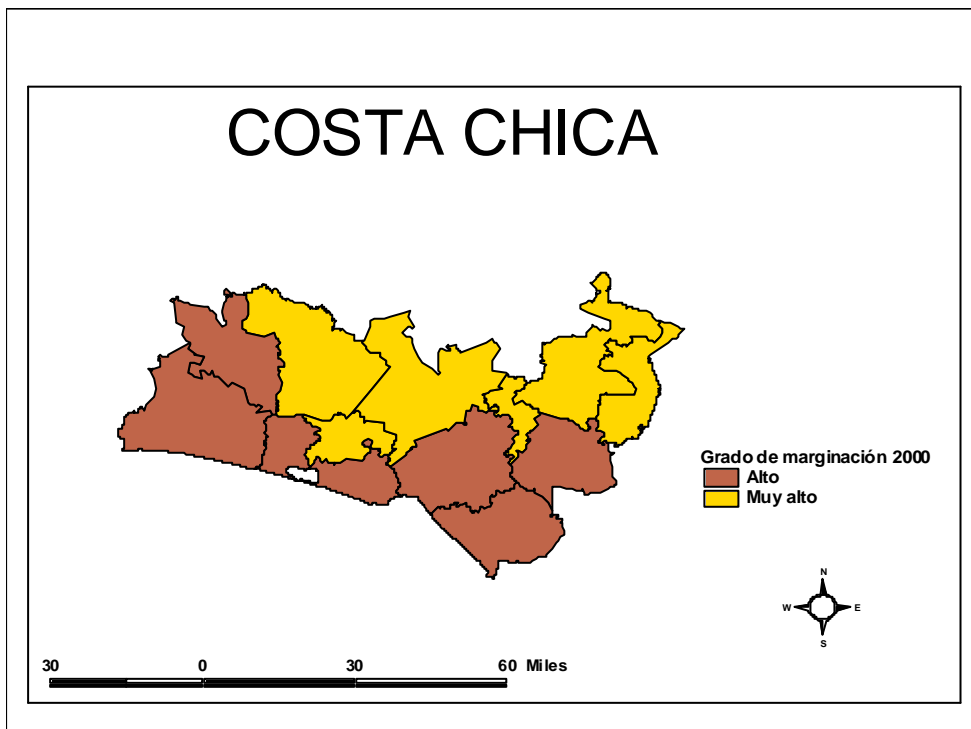 COSTA CHICA
Grado de marginación 2000
Alto
Muy alto
N
W E
S
30 0 30 60 Miles